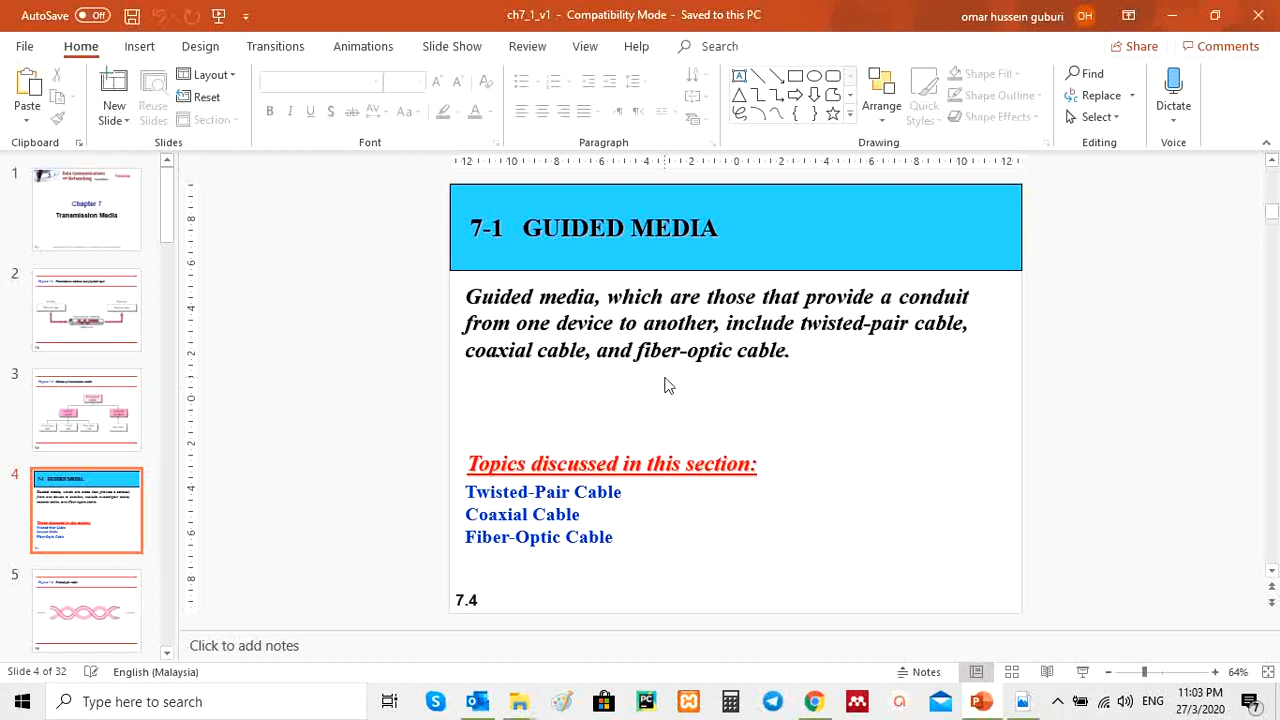 AutoSave Off
ch7_1_v1 - Compatibility Mode - Saved to this PC
omar hussein guburi OH
File Home Insert Design Transitions Animations Slide Show Review View Help Search Share Comments
Paste
New Slide
Reuse Slides
Layout
Reset
Section
Arrange
Quick Styles
Shape Fill
Shape Outline
Shape Effects
Find
Replace
Select
Dictate
Clipboard Slides Font Paragraph Drawing Editing Voice
1
Chapter 7
Transmission Media
2
3
4
5
7-1 GUIDED MEDIA
Guided media, which are those that provide a conduit
from one device to another, include twisted-pair cable,
coaxial cable, and fiber-optic cable.
Topics discussed in this section:
Twisted-Pair Cable
Coaxial Cable
Fiber-Optic Cable
7.4
Click to add notes
Slide 4 of 32 English (Malaysia) Notes 64%
Type here to search
ENG
11:03 PM
27/3/2020